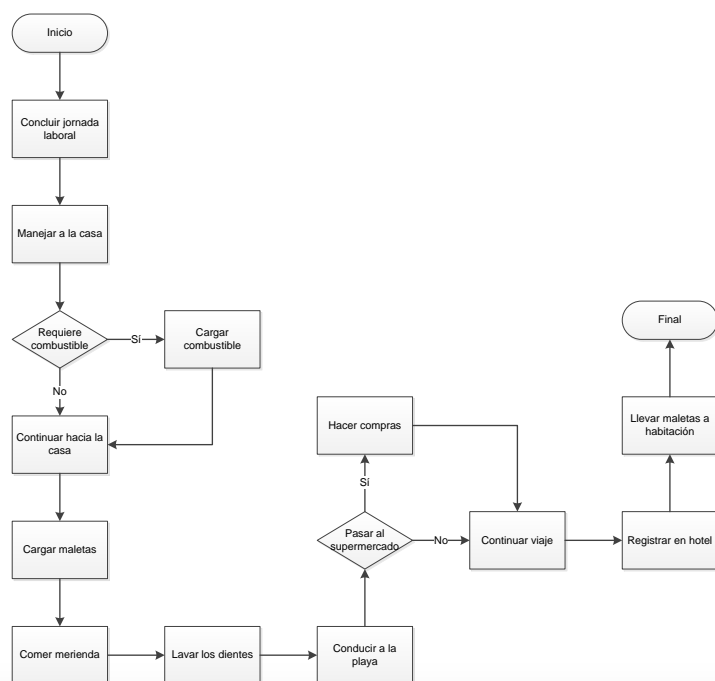 Inicio
Concluir jornada
laboral
Manejar a la casa
Requiere
combustible
Sí
Cargar
combustible
No
Continuar hacia la
casa
Cargar maletas
Comer merienda
Lavar los dientes
Conducir a la
playa
Pasar al
supermercado
Sí
Hacer compras
No
Continuar viaje
Registrar en hotel
Llevar maletas a
habitación
Final